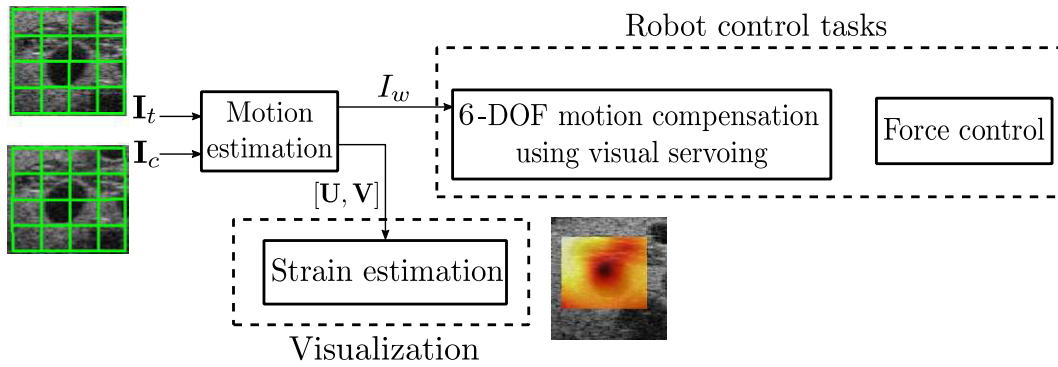 Robot control tasks
I_t
I_c
Motion
estimation
I_w
6-DOF motion compensation
using visual servoing
Force control
[U, V]
Strain estimation
Visualization